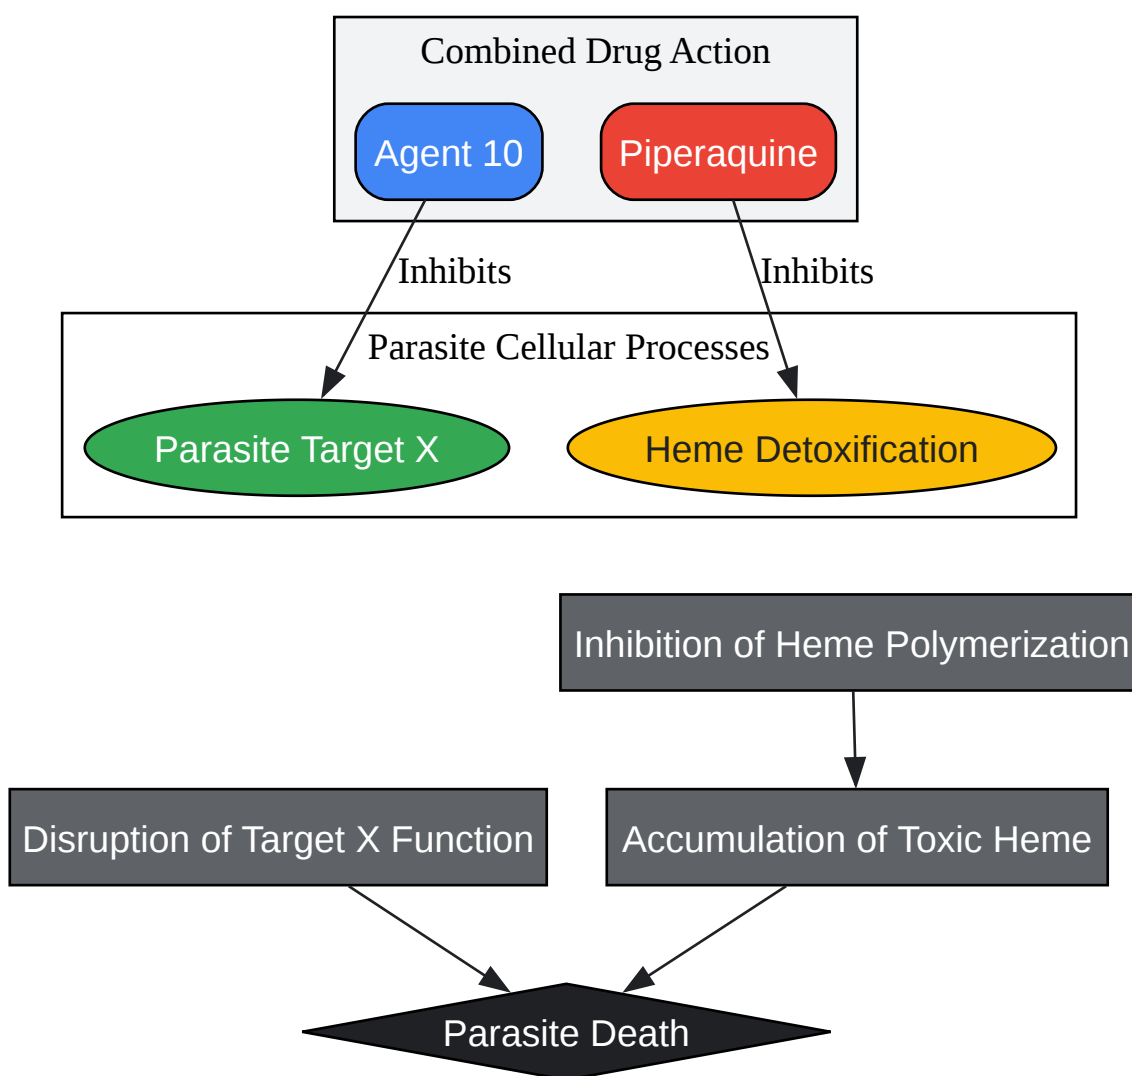 Combined Drug Action
Agent 10
Piperaquine
Inhibits
Inhibits
Parasite Cellular Processes
Parasite Target X
Heme Detoxification
Inhibition of Heme Polymerization
Disruption of Target X Function
Accumulation of Toxic Heme
Parasite Death